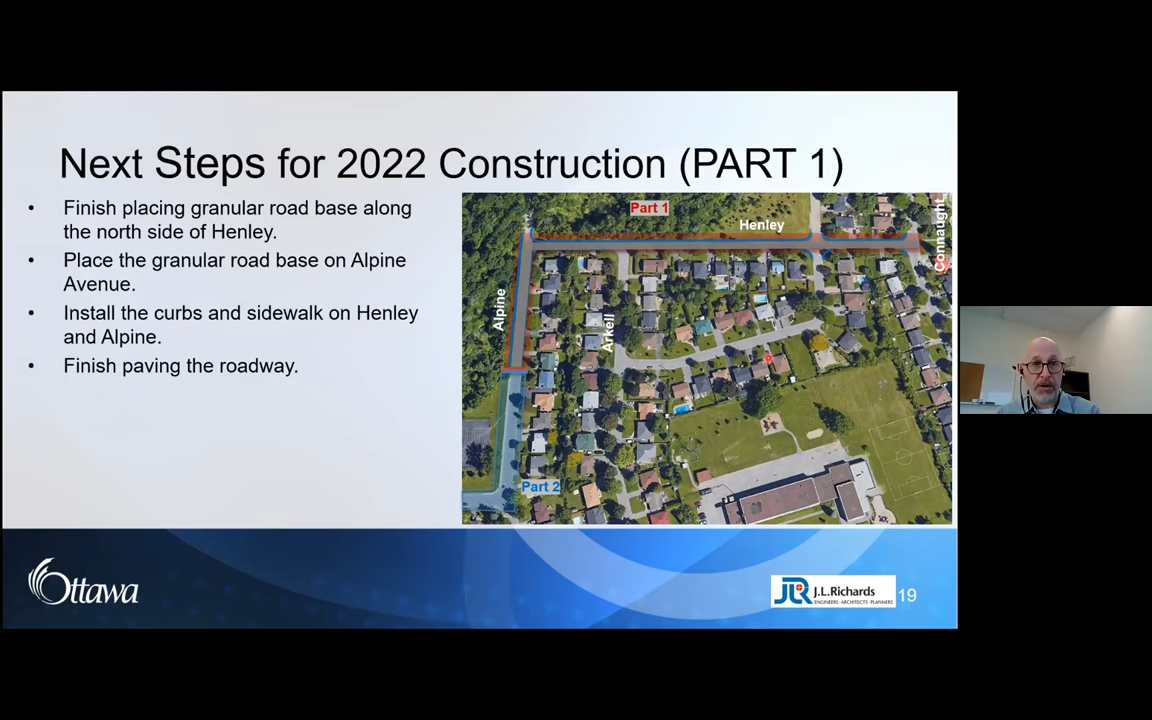 Next Steps for 2022 Construction (PART 1)
• Finish placing granular road base along
the north side of Henley.
• Place the granular road base on Alpine
Avenue.
• Install the curbs and sidewalk on Henley
and Alpine.
• Finish paving the roadway.
Part 1
Henley
Connaught
Alpine
Arkell
Part 2
Ottawa
JLR J.L.Richards
ENGINEERS · ARCHITECTS · PLANNERS
19